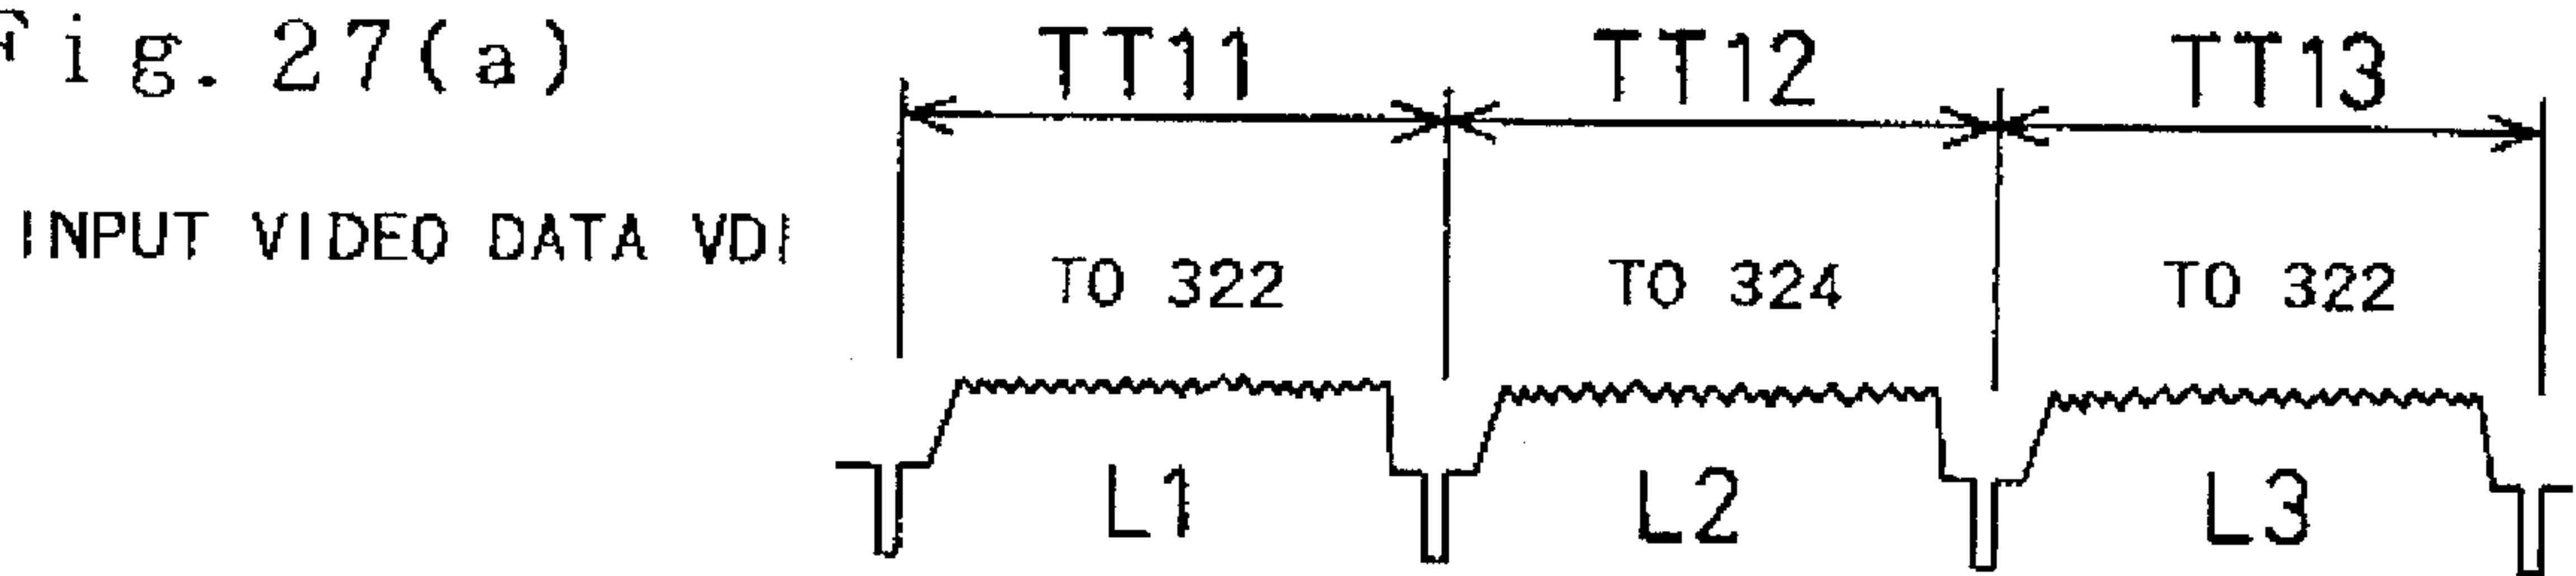 Fig. 27(a)
TT11 TT12 TT13
INPUT VIDEO DATA VDI
TO 322 TO 324 TO 322
L1 L2 L3